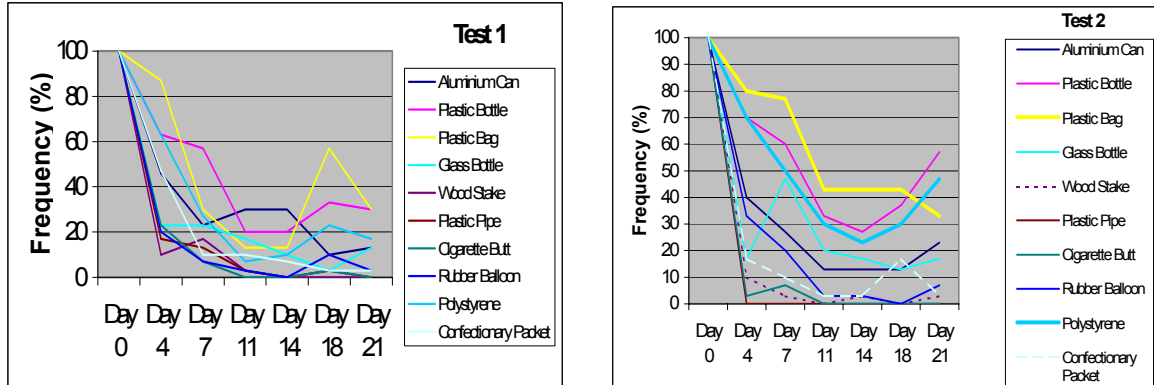 Test 1
Frequency (%)
100
80
60
40
20
0
Day Day Day Day Day Day Day
0 4 7 11 14 18 21
Aluminium Can
Plastic Bottle
Plastic Bag
Glass Bottle
Wood Stake
Plastic Pipe
Cigarette Butt
Rubber Balloon
Polystyrene
Confectionary Packet
Test 2
Frequency (%)
100
90
80
70
60
50
40
30
20
10
0
Day Day Day Day Day Day Day
0 4 7 11 14 18 21
Aluminium Can
Plastic Bottle
Plastic Bag
Glass Bottle
Wood Stake
Plastic Pipe
Cigarette Butt
Rubber Balloon
Polystyrene
Confectionary
Packet